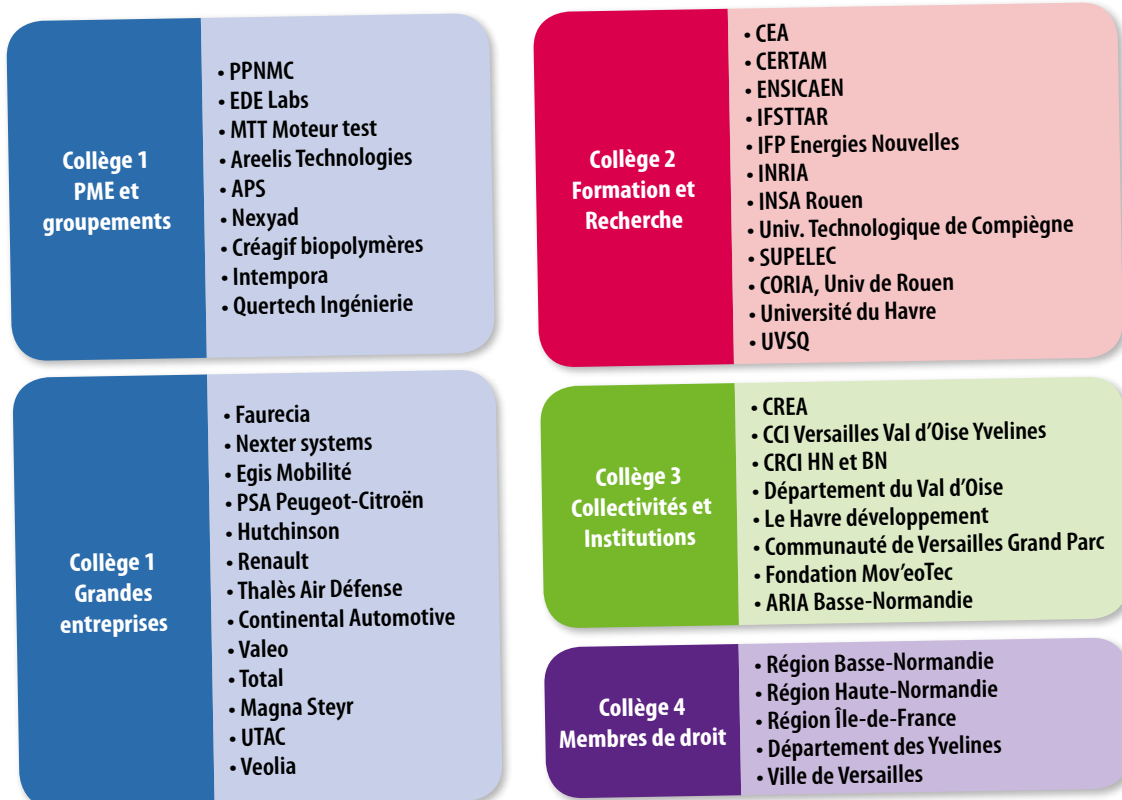 Collège 1
PME et
groupements
• PPNMC
• EDE Labs
• MTT Moteur test
• Areelis Technologies
• APS
• Nexyad
• Créagif biopolymères
• Intempora
• Quertech Ingénierie
Collège 1
Grandes
entreprises
• Faurecia
• Nexter systems
• Egis Mobilité
• PSA Peugeot-Citroën
• Hutchinson
• Renault
• Thalès Air Défense
• Continental Automotive
• Valeo
• Total
• Magna Steyr
• UTAC
• Veolia
Collège 2
Formation et
Recherche
• CEA
• CERTAM
• ENSICAEN
• IFSTTAR
• IFP Energies Nouvelles
• INRIA
• INSA Rouen
• Univ. Technologique de Compiègne
• SUPELEC
• CORIA, Univ de Rouen
• Université du Havre
• UVSQ
Collège 3
Collectivités et
Institutions
• CREA
• CCI Versailles Val d'Oise Yvelines
• CRCI HN et BN
• Département du Val d'Oise
• Le Havre développement
• Communauté de Versailles Grand Parc
• Fondation Mov'eoTec
• ARIA Basse-Normandie
Collège 4
Membres de droit
• Région Basse-Normandie
• Région Haute-Normandie
• Région Île-de-France
• Département des Yvelines
• Ville de Versailles